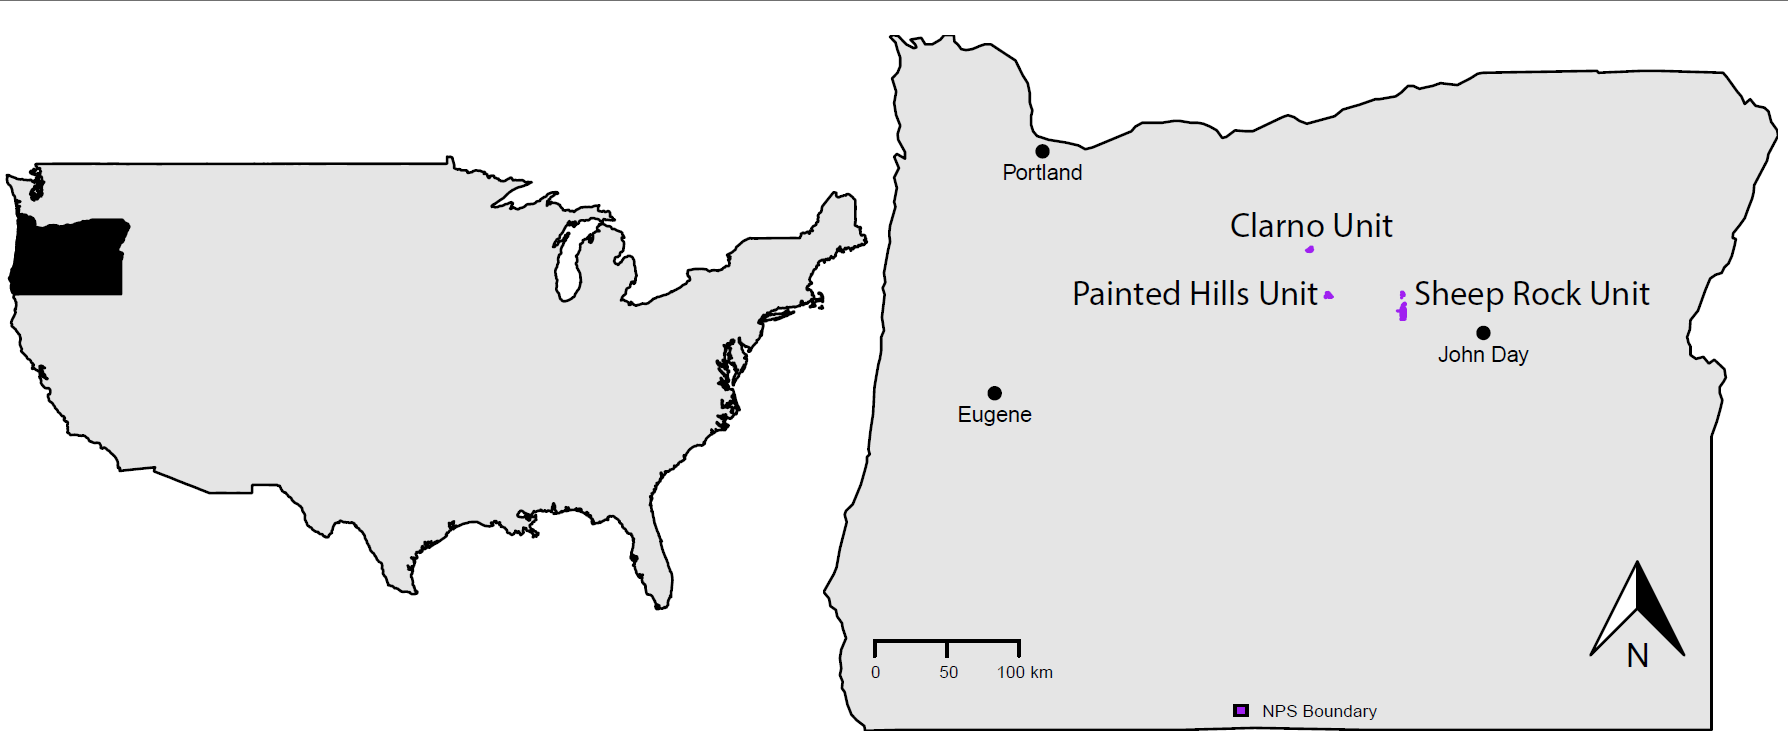 Portland
Clarno Unit
Painted Hills Unit
Sheep Rock Unit
John Day
Eugene
N
0 50 100 km
NPS Boundary